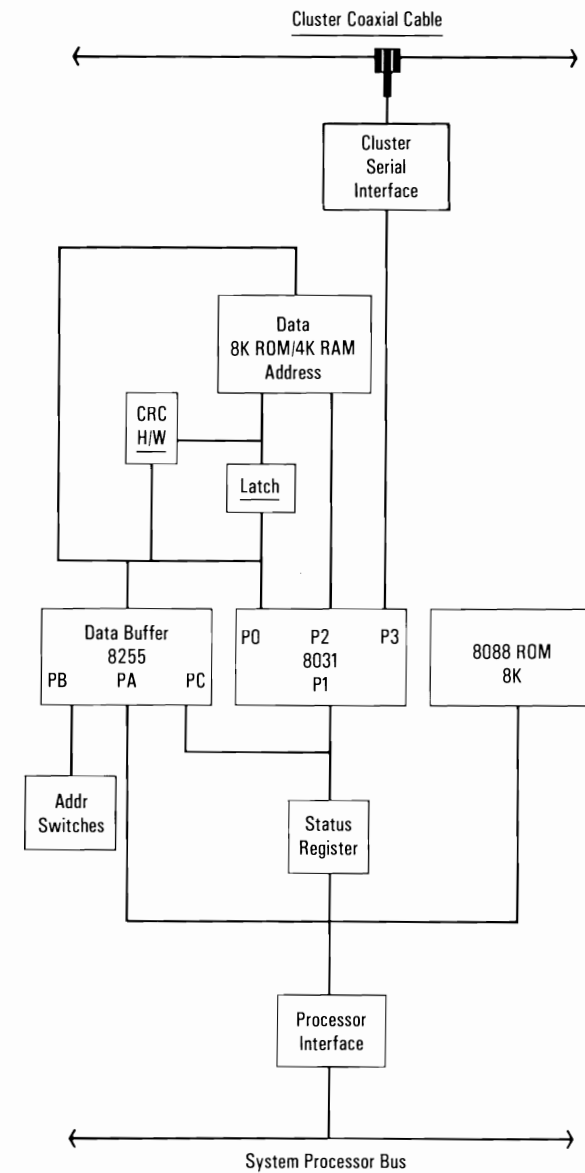 Cluster Coaxial Cable
Cluster
Serial
Interface
Data
8K ROM/4K RAM
Address
CRC
H/W
Latch
Data Buffer
8255
PB PA PC
P0 P2 P3
8031
P1
8088 ROM
8K
Addr
Switches
Status
Register
Processor
Interface
System Processor Bus